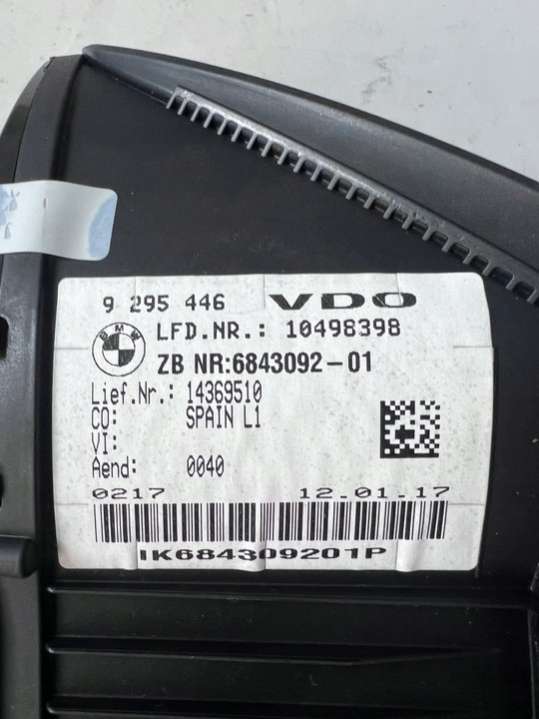 9 295 446 VDO
BMW
LFD.NR.: 10498398
ZB NR:6843092-01
Lief.Nr.: 14369510
CO: SPAIN L1
VI:
Aend: 0040
0217 12.01.17
IK684309201P